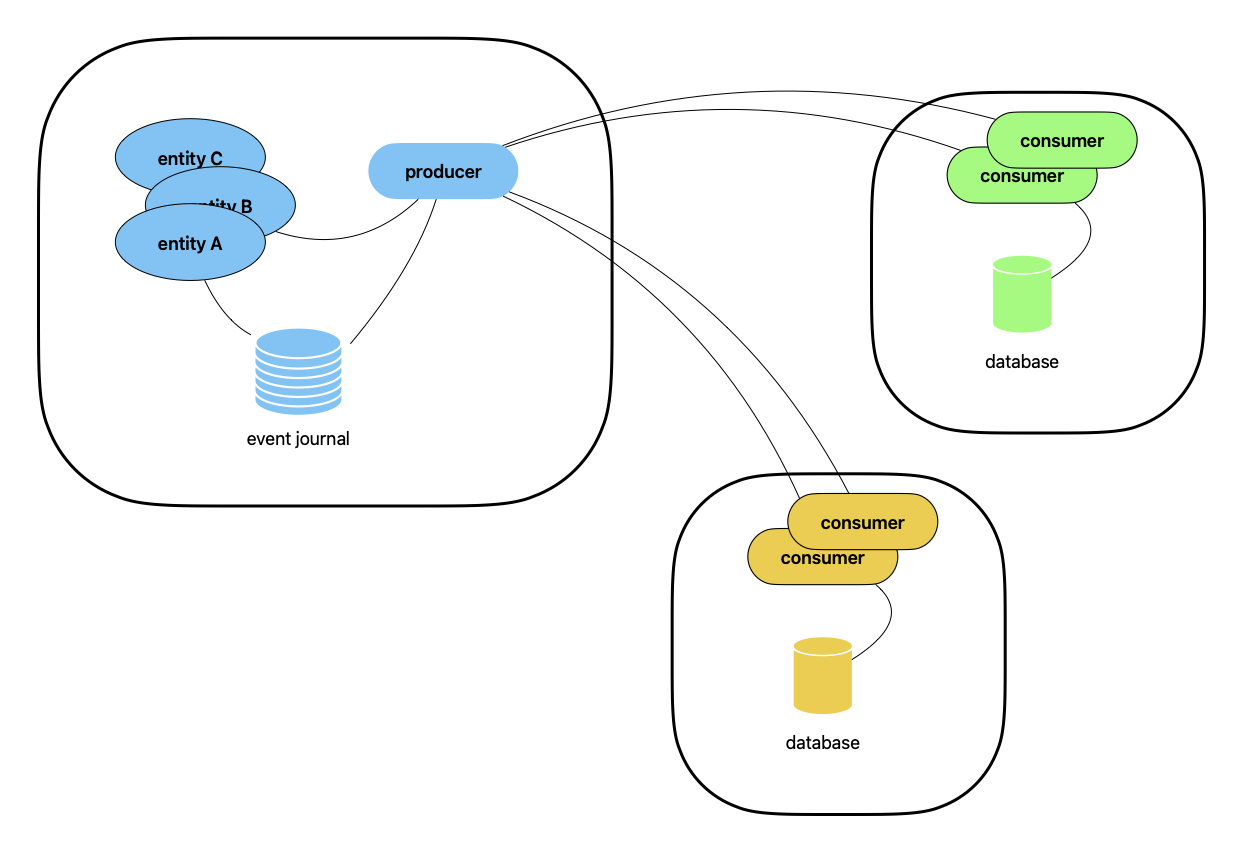 entity C
entity B
entity A
producer
event journal
consumer
consumer
database
consumer
consumer
database